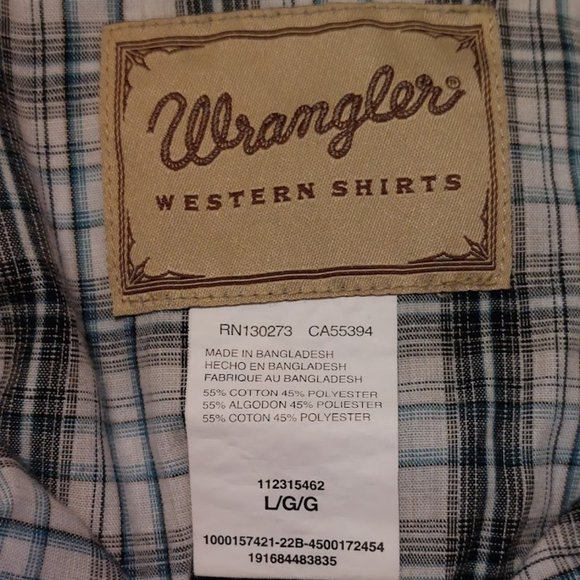 Wrangler®
WESTERN SHIRTS
RN130273 CA55394
MADE IN BANGLADESH
HECHO EN BANGLADESH
FABRIQUE AU BANGLADESH
55% COTTON 45% POLYESTER
55% ALGODON 45% POLIESTER
55% COTON 45% POLYESTER
112315462
L/G/G
1000157421-22B-4500172454
191684483835